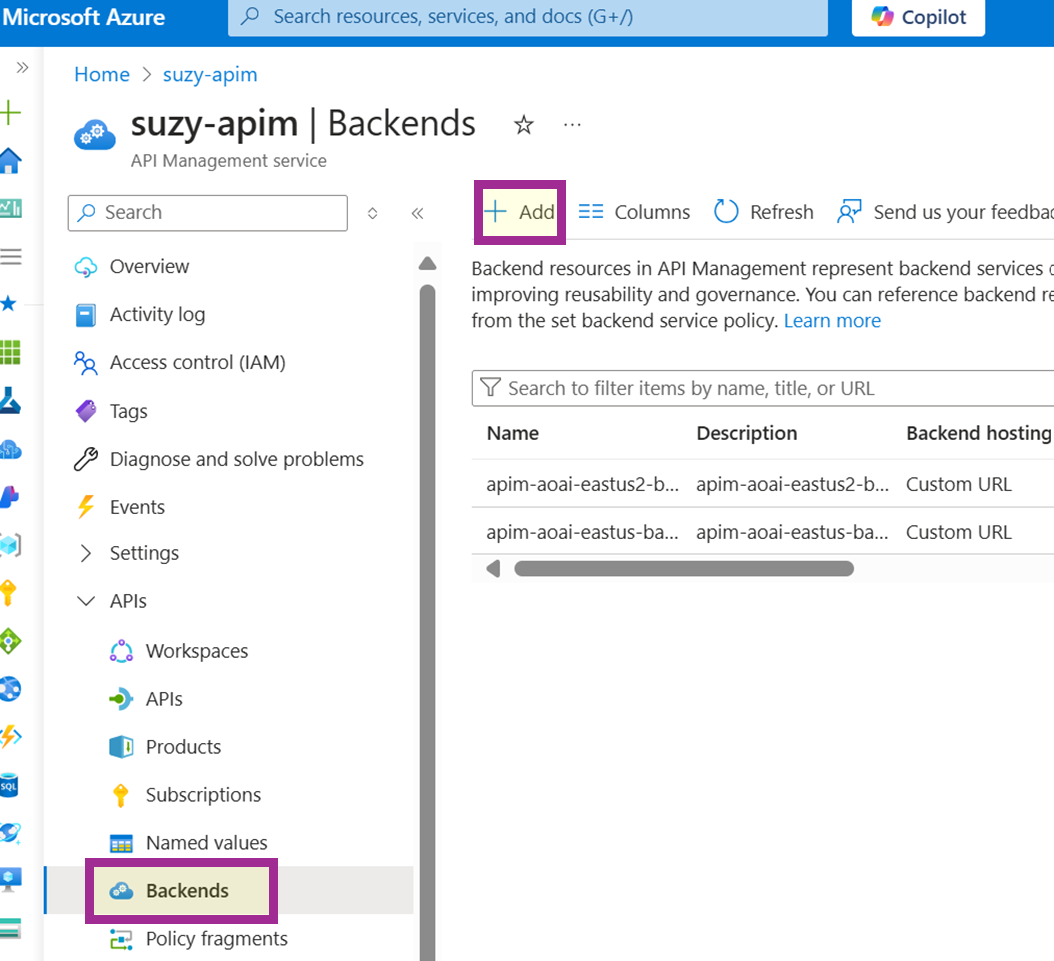 Microsoft Azure
Search resources, services, and docs (G+/)
Copilot
Home > suzy-apim
suzy-apim | Backends
API Management service
Search
Overview
Activity log
Access control (IAM)
Tags
Diagnose and solve problems
Events
Settings
APIs
Workspaces
APIs
Products
Subscriptions
Named values
Backends
Policy fragments
Add Columns Refresh Send us your
Backend resources in API Management represent backend services
improving reusability and governance. You can reference backend
from the set backend service policy. Learn more
Search to filter items by name, title, or URL
Name Description Backend hosting
apim-aoai-eastus2-b... apim-aoai-eastus2-b... Custom URL
apim-aoai-eastus-ba... apim-aoai-eastus-ba... Custom URL
SQL